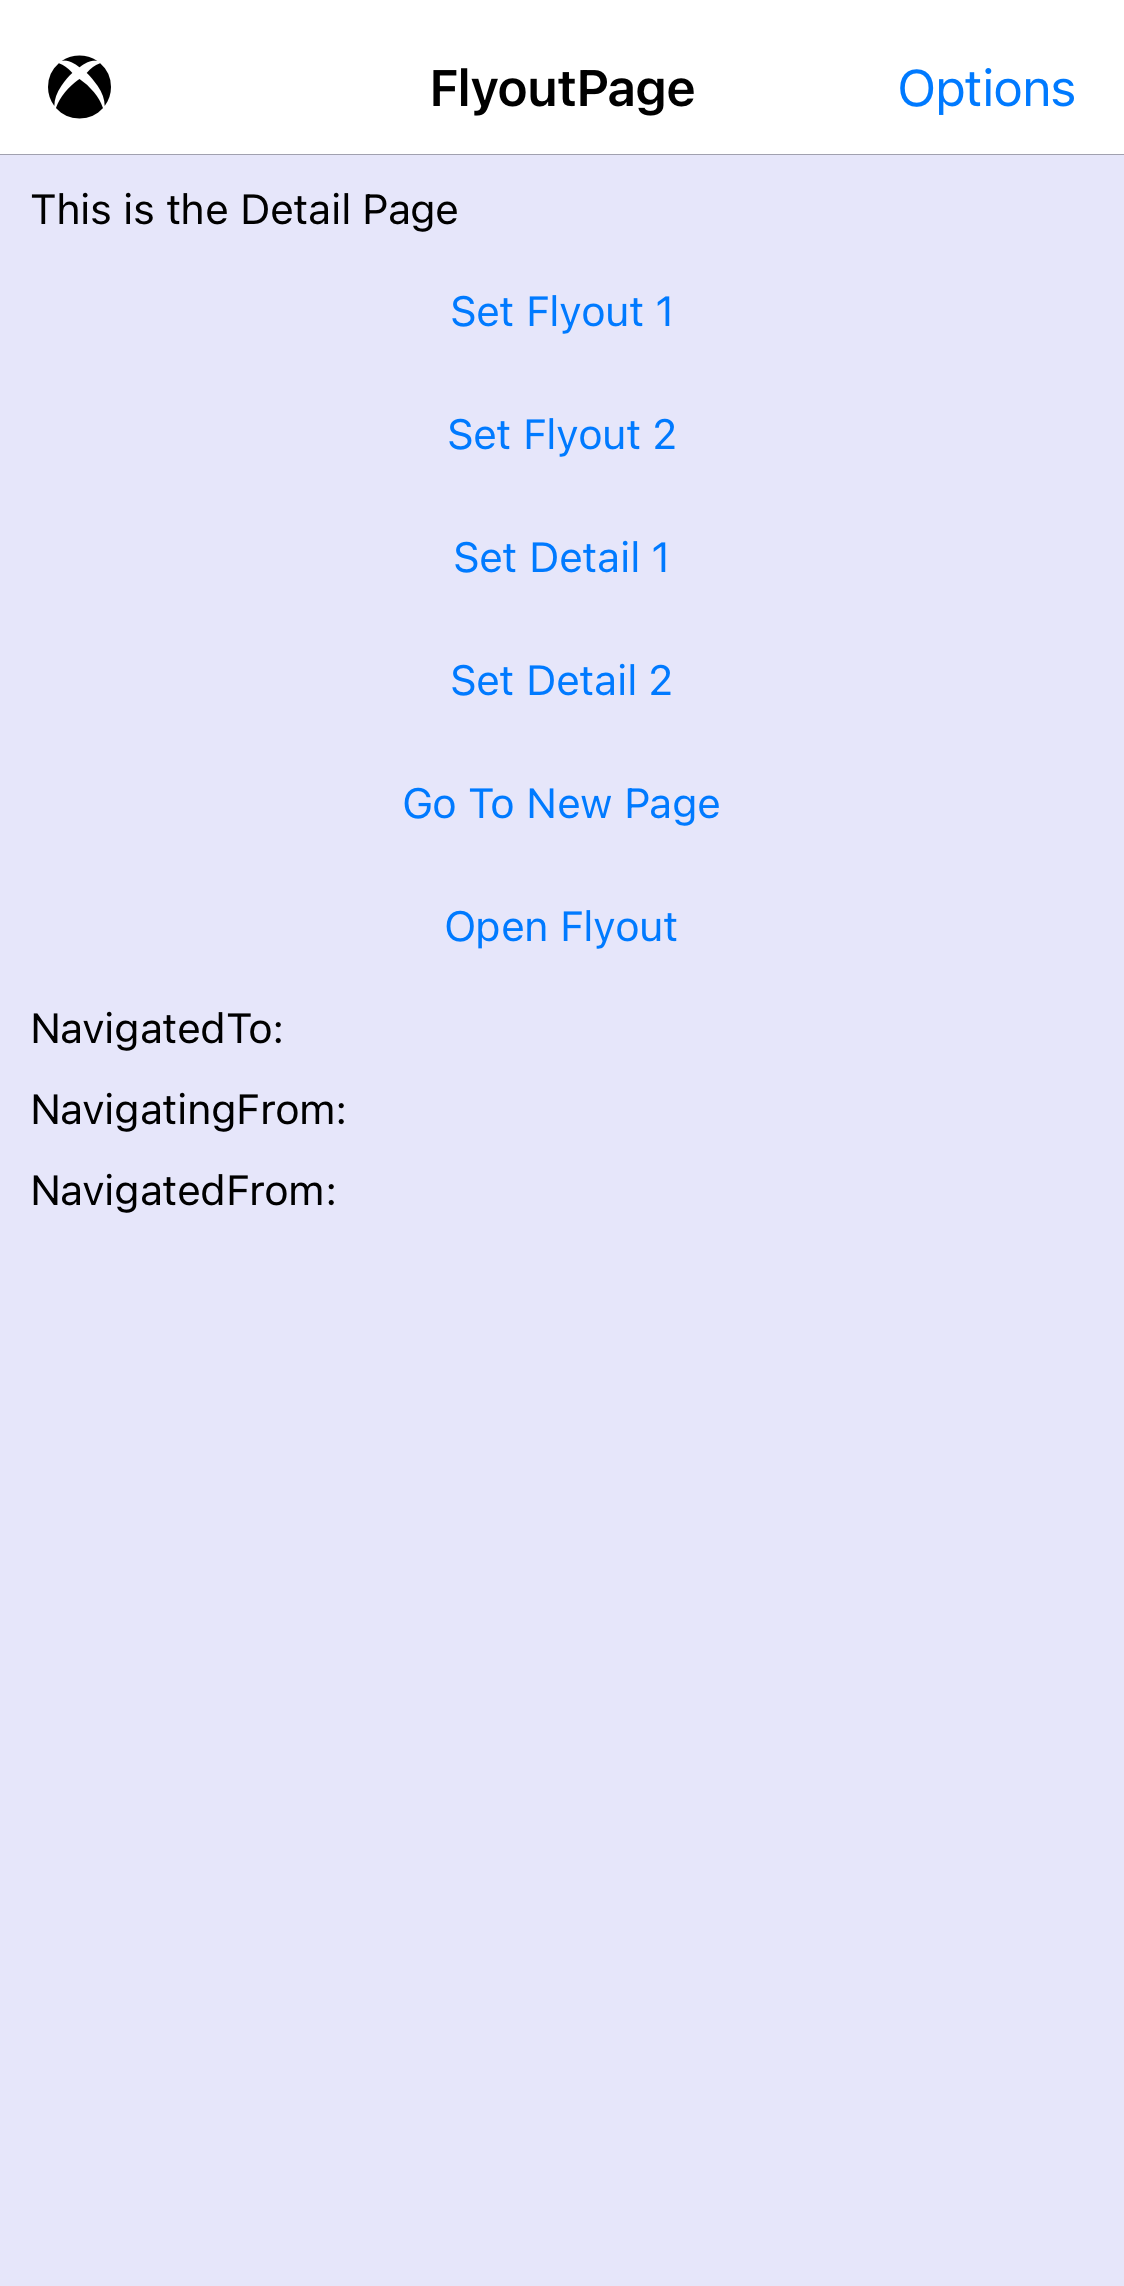 FlyoutPage
Options
This is the Detail Page
Set Flyout 1
Set Flyout 2
Set Detail 1
Set Detail 2
Go To New Page
Open Flyout
NavigatedTo:
NavigatingFrom:
NavigatedFrom: